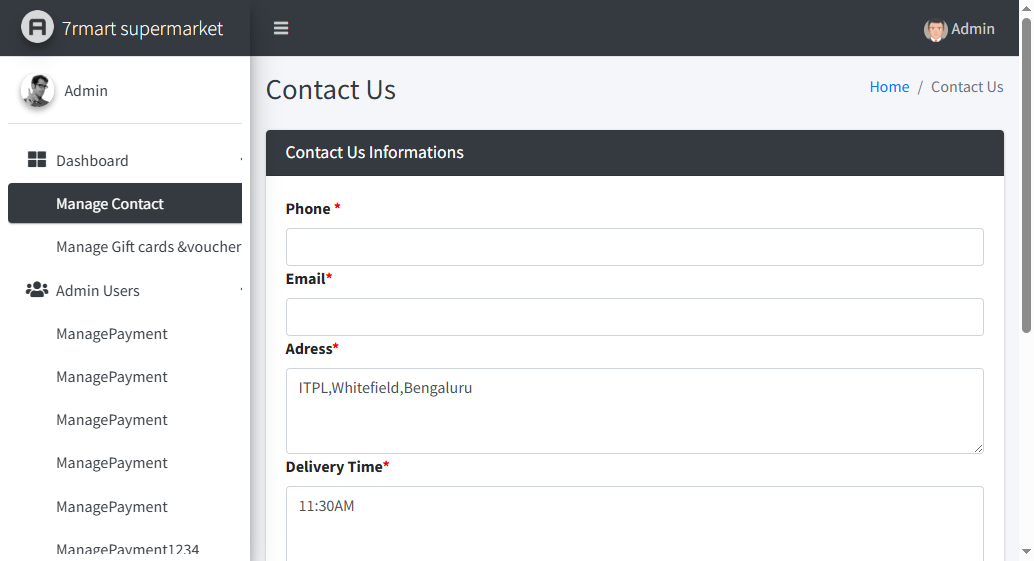 7rmart supermarket
Admin
Admin
Dashboard
Manage Contact
Manage Gift cards &voucher
Admin Users
ManagePayment
ManagePayment
ManagePayment
ManagePayment
ManagePayment
ManagePayment1234
Contact Us
Home / Contact Us
Contact Us Informations
Phone *
Email*
Adress*
ITPL,Whitefield,Bengaluru
Delivery Time*
11:30AM